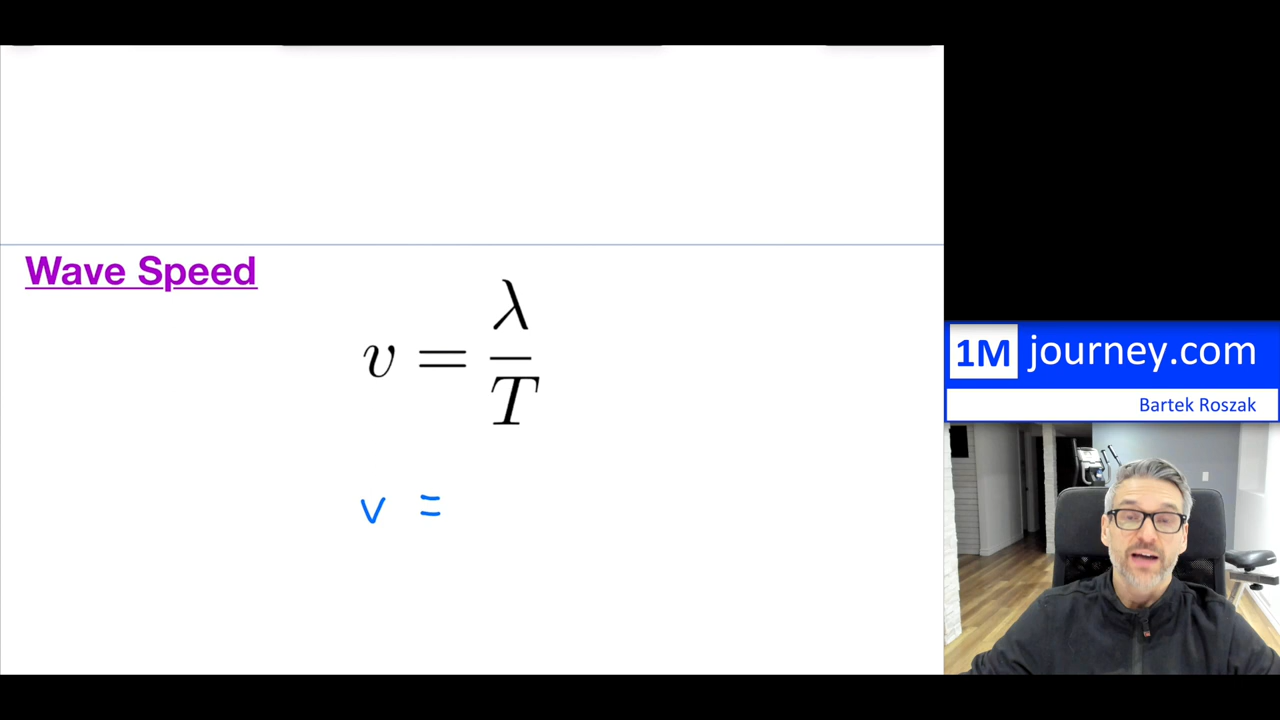 Wave Speed
v = λ/T
v =
1M journey.com
Bartek Roszak